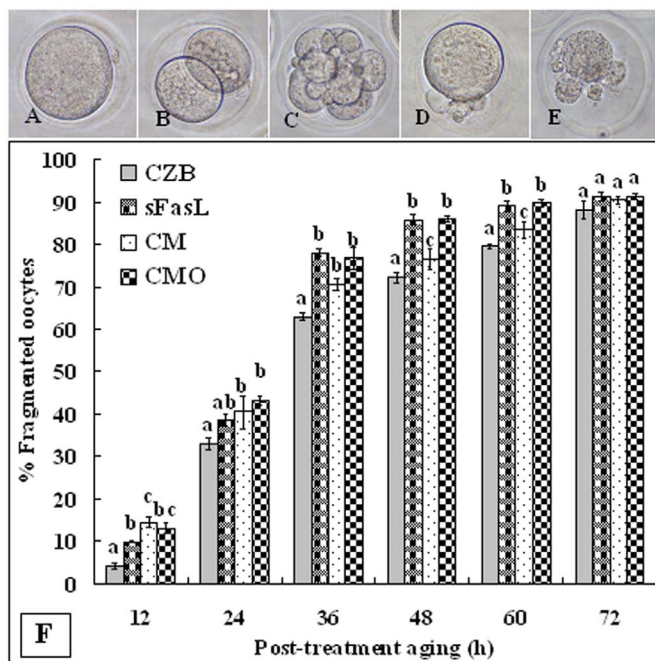 A B C D E
100
90
80
70
60
50
40
30
20
10
0
% Fragmented oocytes
CZB
sFasL
CM
CMO
a b c bc
a ab b b
a b b b
a b c b
a b c b
a a a a
12 24 36 48 60 72
Post-treatment aging (h)
F